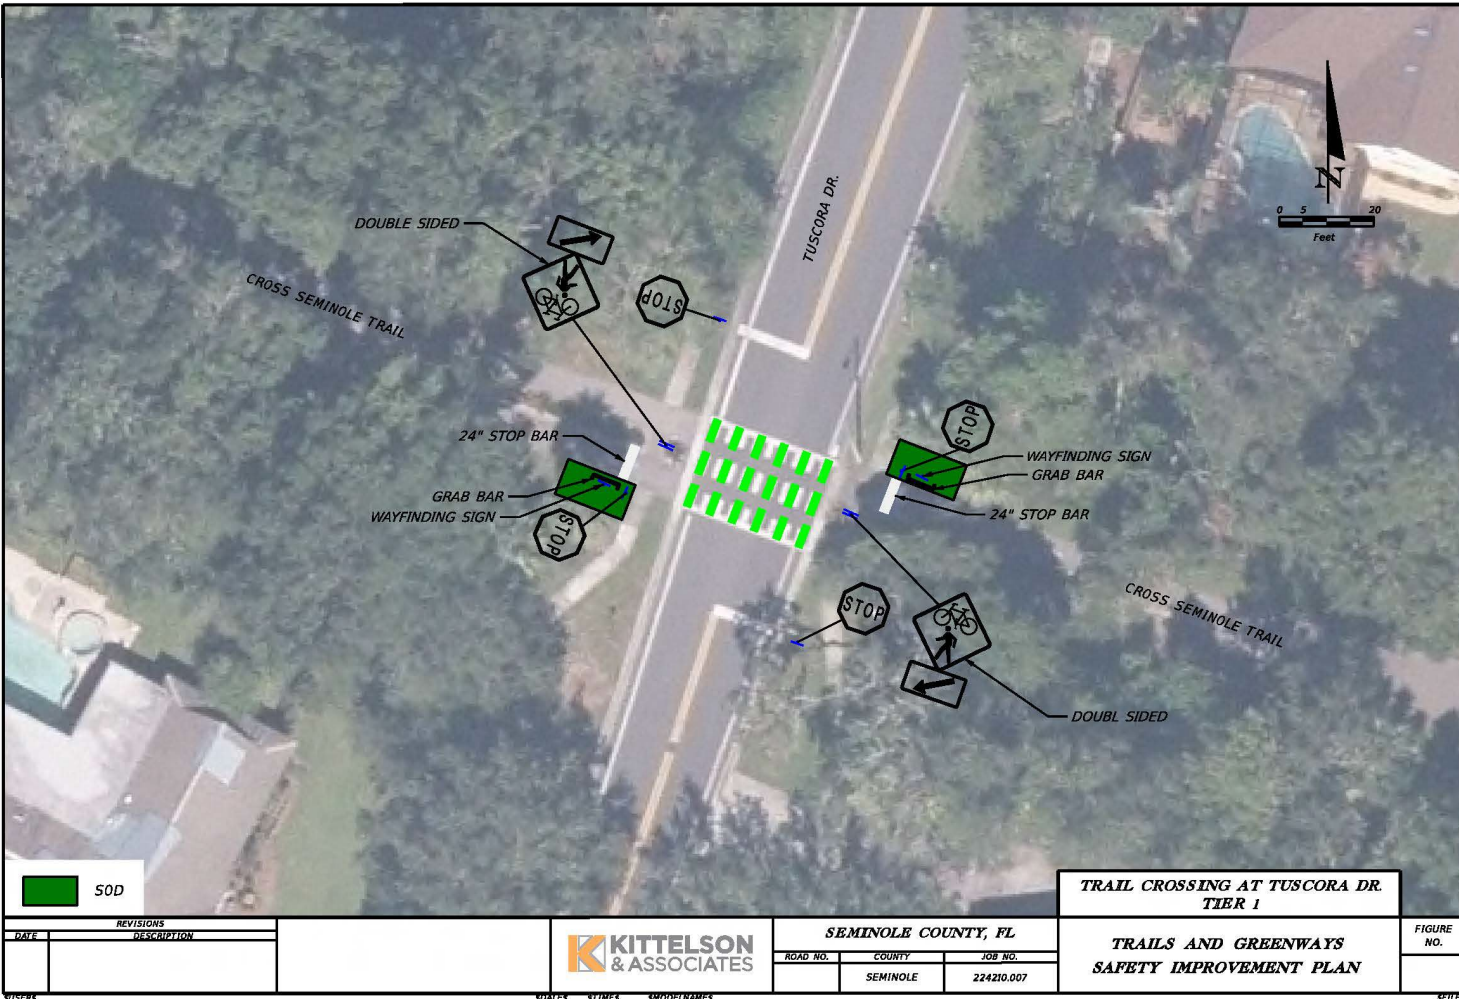 DOUBLE SIDED
CROSS SEMINOLE TRAIL
STOP
TUSCORA DR.
N
0 5 20
Feet
24" STOP BAR
GRAB BAR
WAYFINDING SIGN
STOP
STOP
WAYFINDING SIGN
GRAB BAR
24" STOP BAR
STOP
CROSS SEMINOLE TRAIL
DOUBL SIDED
SOD
TRAIL CROSSING AT TUSCORA DR.
TIER 1
REVISIONS
DATE DESCRIPTION
KITTELSON
& ASSOCIATES
SEMINOLE COUNTY, FL
ROAD NO. COUNTY JOB NO.
SEMINOLE 224210.007
TRAILS AND GREENWAYS
SAFETY IMPROVEMENT PLAN
FIGURE
NO.